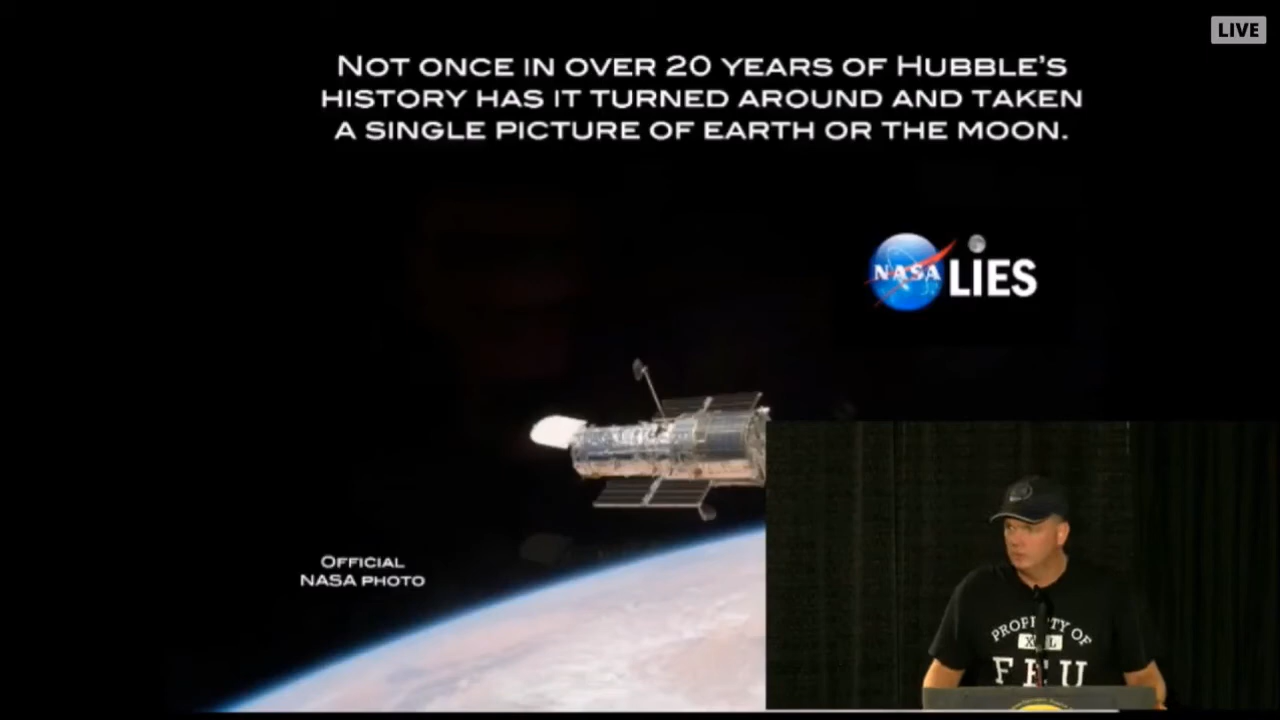 LIVE
NOT ONCE IN OVER 20 YEARS OF HUBBLE'S
HISTORY HAS IT TURNED AROUND AND TAKEN
A SINGLE PICTURE OF EARTH OR THE MOON.
NASA LIES
OFFICIAL
NASA PHOTO
PROPERTY OF
FEU